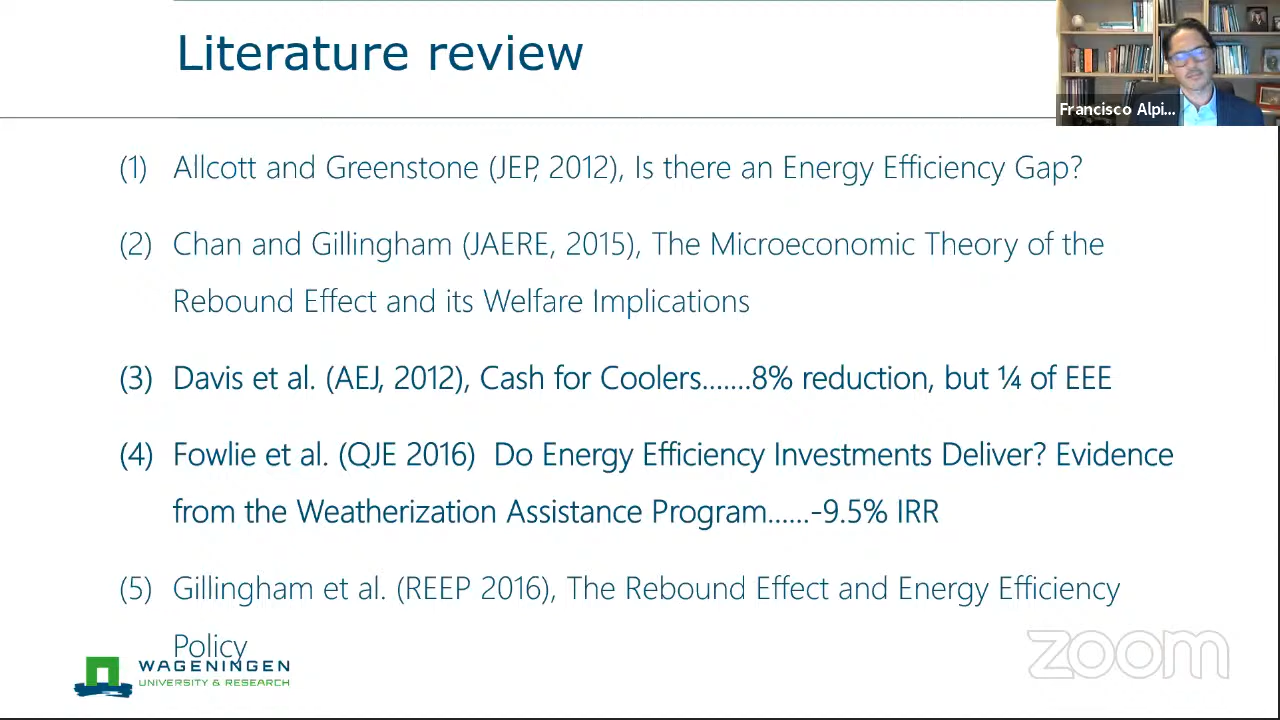 Literature review
Francisco Alpi...
(1) Allcott and Greenstone (JEP, 2012), Is there an Energy Efficiency Gap?
(2) Chan and Gillingham (JAERE, 2015), The Microeconomic Theory of the
Rebound Effect and its Welfare Implications
(3) Davis et al. (AEJ, 2012), Cash for Coolers.......8% reduction, but ¼ of EEE
(4) Fowlie et al. (QJE 2016) Do Energy Efficiency Investments Deliver? Evidence
from the Weatherization Assistance Program......-9.5% IRR
(5) Gillingham et al. (REEP 2016), The Rebound Effect and Energy Efficiency
Policy
WAGENINGEN
UNIVERSITY & RESEARCH
zoom